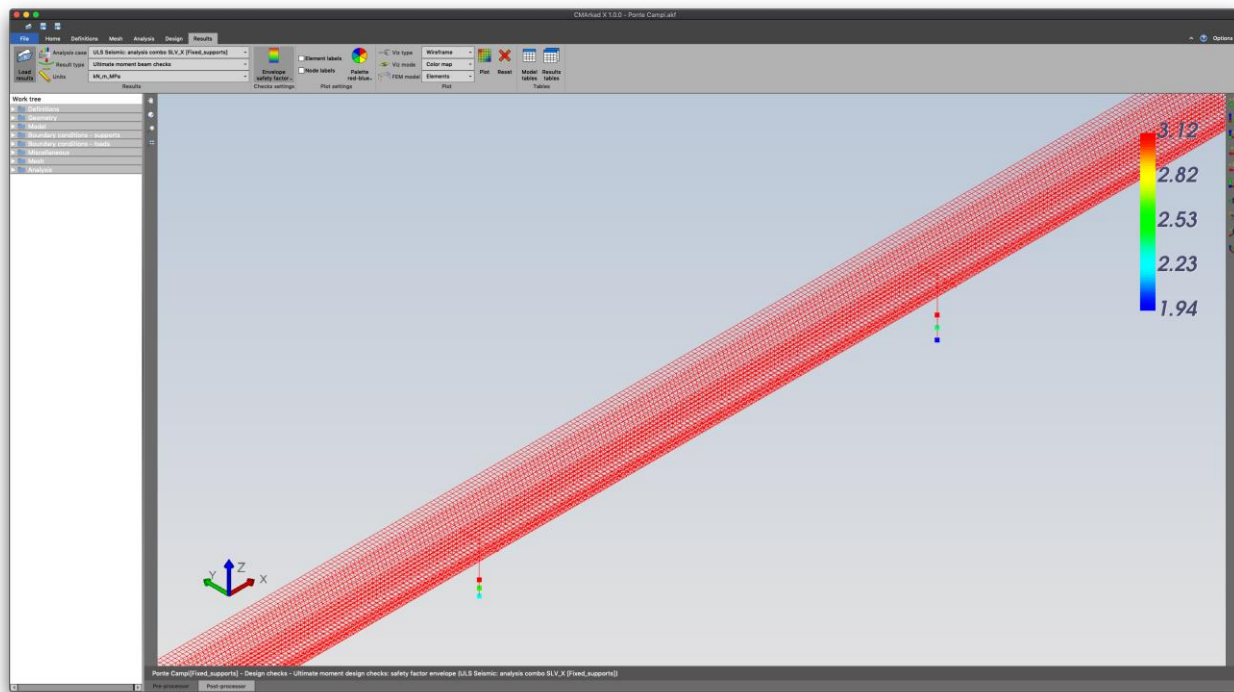 CMArkad X 1.0.0 - Ponte Campi.akf
File Home Definitions Mesh Analysis Design Results
Options
Load results
Analysis case ULS Seismic: analysis combo SLV_X [Fixed_supports]
Result type Ultimate moment beam checks
Units kN_m_MPa
Results
Envelope safety factor
Checks settings
Element labels
Node labels
Palette red-blue
Plot settings
Viz type Wireframe
Viz mode Color map
FEM model Elements
Plot Reset
Plot
Model tables Results tables
Tables
Work tree
Definitions
Geometry
Model
Boundary conditions - supports
Boundary conditions - loads
Miscellaneous
Mesh
Analysis
3.12
2.82
2.53
2.23
1.94
Z
Y
X
Ponte Campi[Fixed_supports] - Design checks - Ultimate moment design checks: safety factor envelope (ULS Seismic: analysis combo SLV_X [Fixed_supports])
Pre-processor Post-processor